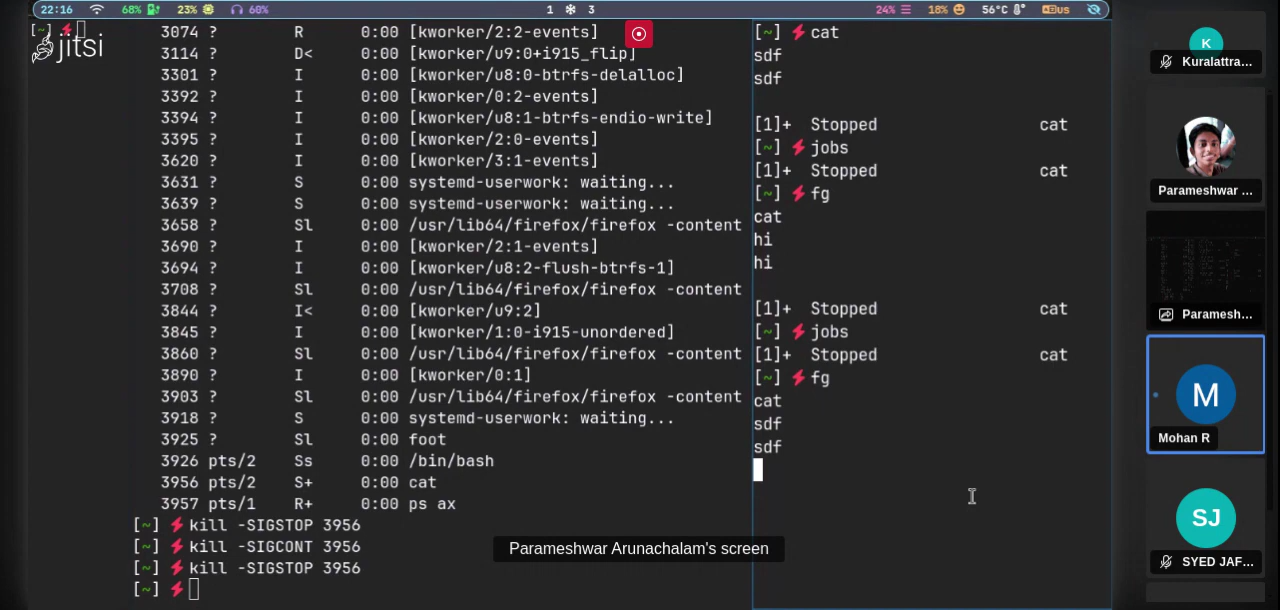 22:16 68% 23% 60% 1 3 24% 18% 56°C us
[~]
jitsi
3074 ? R 0:00 [kworker/2:2-events]
3114 ? D< 0:00 [kworker/u9:0+i915_flip]
3301 ? I 0:00 [kworker/u8:0-btrfs-delalloc]
3392 ? I 0:00 [kworker/0:2-events]
3394 ? I 0:00 [kworker/u8:1-btrfs-endio-write]
3395 ? I 0:00 [kworker/2:0-events]
3620 ? I 0:00 [kworker/3:1-events]
3631 ? S 0:00 systemd-userwork: waiting...
3639 ? S 0:00 systemd-userwork: waiting...
3658 ? Sl 0:00 /usr/lib64/firefox/firefox -content
3690 ? I 0:00 [kworker/2:1-events]
3694 ? I 0:00 [kworker/u8:2-flush-btrfs-1]
3708 ? Sl 0:00 /usr/lib64/firefox/firefox -content
3844 ? I< 0:00 [kworker/u9:2]
3845 ? I 0:00 [kworker/1:0-i915-unordered]
3860 ? Sl 0:00 /usr/lib64/firefox/firefox -content
3890 ? I 0:00 [kworker/0:1]
3903 ? Sl 0:00 /usr/lib64/firefox/firefox -content
3918 ? S 0:00 systemd-userwork: waiting...
3925 ? Sl 0:00 foot
3926 pts/2 Ss 0:00 /bin/bash
3956 pts/2 S+ 0:00 cat
3957 pts/1 R+ 0:00 ps ax
[~] kill -SIGSTOP 3956
[~] kill -SIGCONT 3956
[~] kill -SIGSTOP 3956
[~]
[~] cat
sdf
sdf
[1]+ Stopped cat
[~] jobs
[1]+ Stopped cat
[~] fg
cat
hi
hi
[1]+ Stopped cat
[~] jobs
[1]+ Stopped cat
[~] fg
cat
sdf
sdf
Parameshwar Arunachalam's screen
K
Kuralattra...
Parameshwar ...
Paramesh...
M
Mohan R
SJ
SYED JAF...